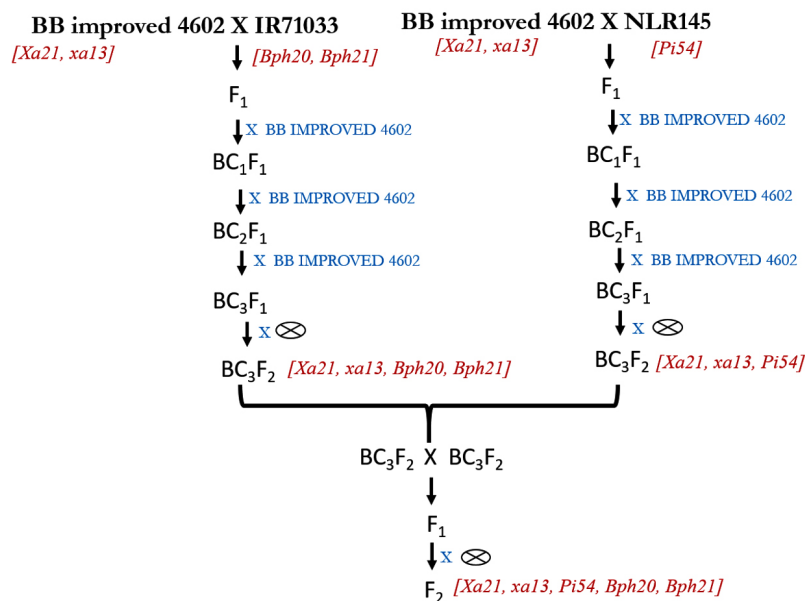 BB improved 4602 X IR71033
[Xa21, xa13]
[Bph20, Bph21]
F1
X BB IMPROVED 4602
BC1F1
X BB IMPROVED 4602
BC2F1
X BB IMPROVED 4602
BC3F1
X
BC3F2 [Xa21, xa13, Bph20, Bph21]
BB improved 4602 X NLR145
[Xa21, xa13]
[Pi54]
F1
X BB IMPROVED 4602
BC1F1
X BB IMPROVED 4602
BC2F1
X BB IMPROVED 4602
BC3F1
X
BC3F2 [Xa21, xa13, Pi54]
BC3F2 X BC3F2
F1
X
F2 [Xa21, xa13, Pi54, Bph20, Bph21]